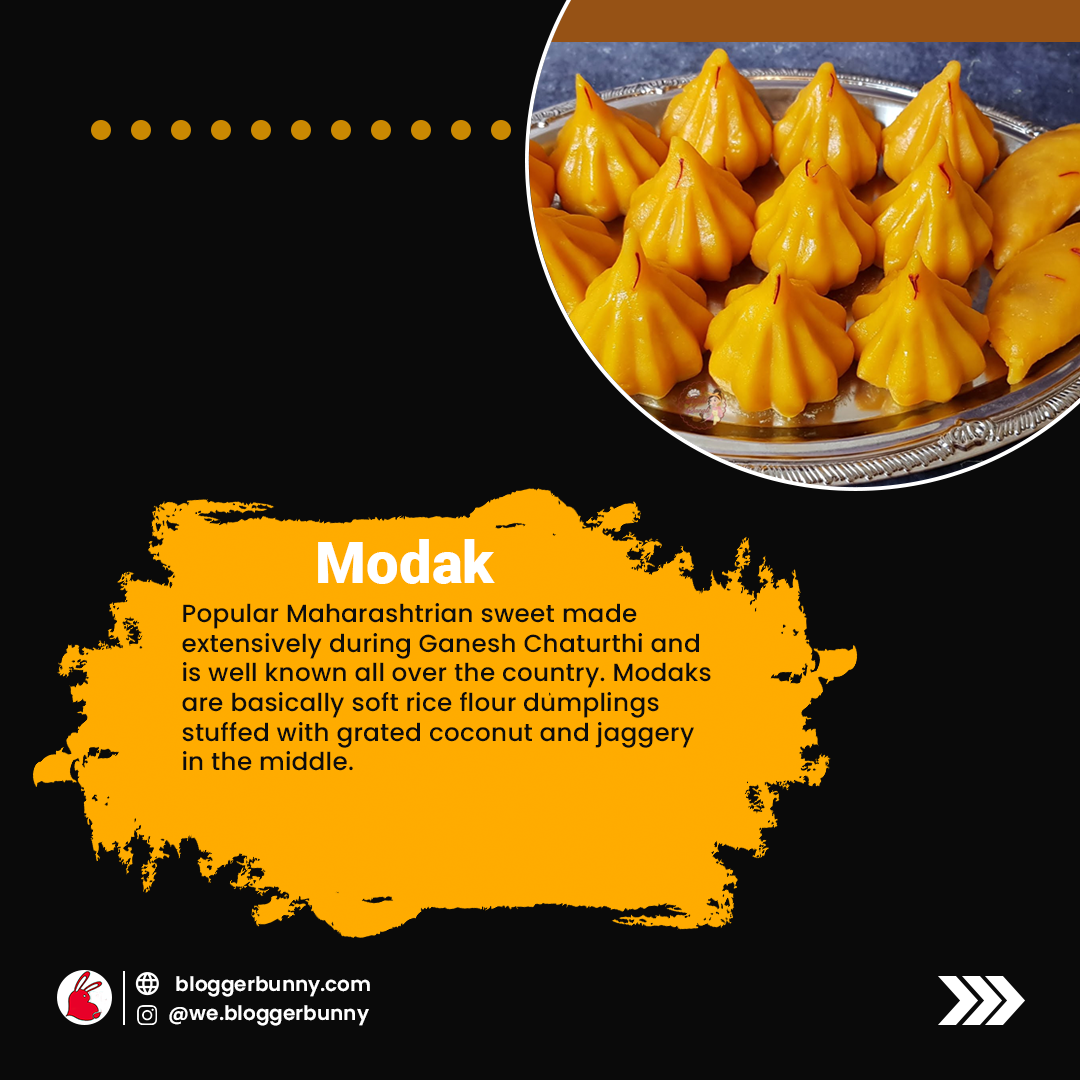 Modak
Popular Maharashtrian sweet made
extensively during Ganesh Chaturthi and
is well known all over the country. Modaks
are basically soft rice flour dumplings
stuffed with grated coconut and jaggery
in the middle.
bloggerbunny.com
@we.bloggerbunny